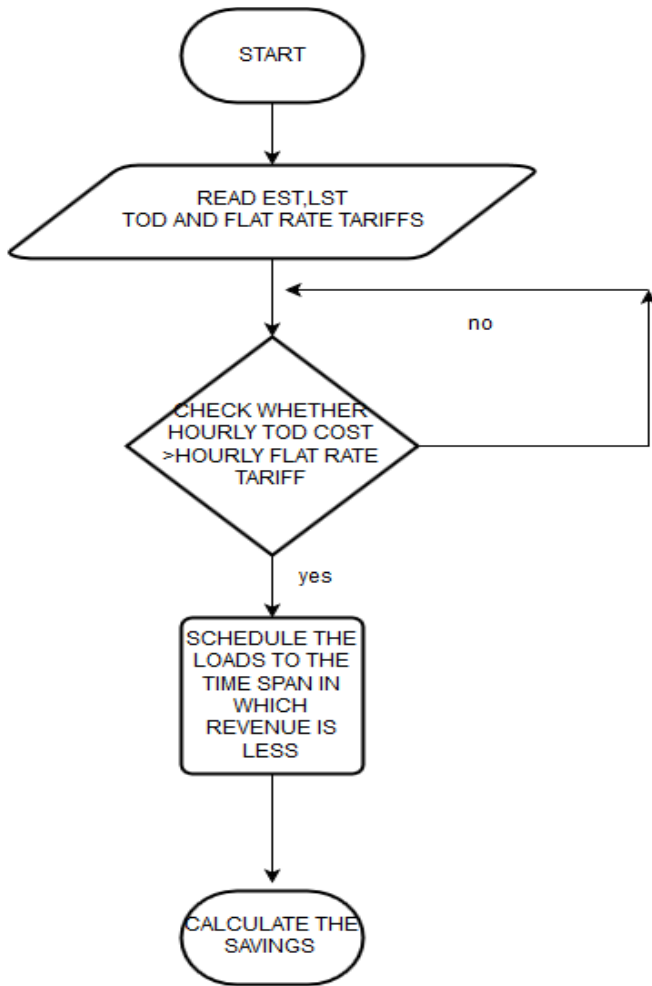 START
READ EST,LST
TOD AND FLAT RATE TARIFFS
no
CHECK WHETHER
HOURLY TOD COST
>HOURLY FLAT RATE
TARIFF
yes
SCHEDULE THE
LOADS TO THE
TIME SPAN IN
WHICH
REVENUE IS
LESS
CALCULATE THE
SAVINGS